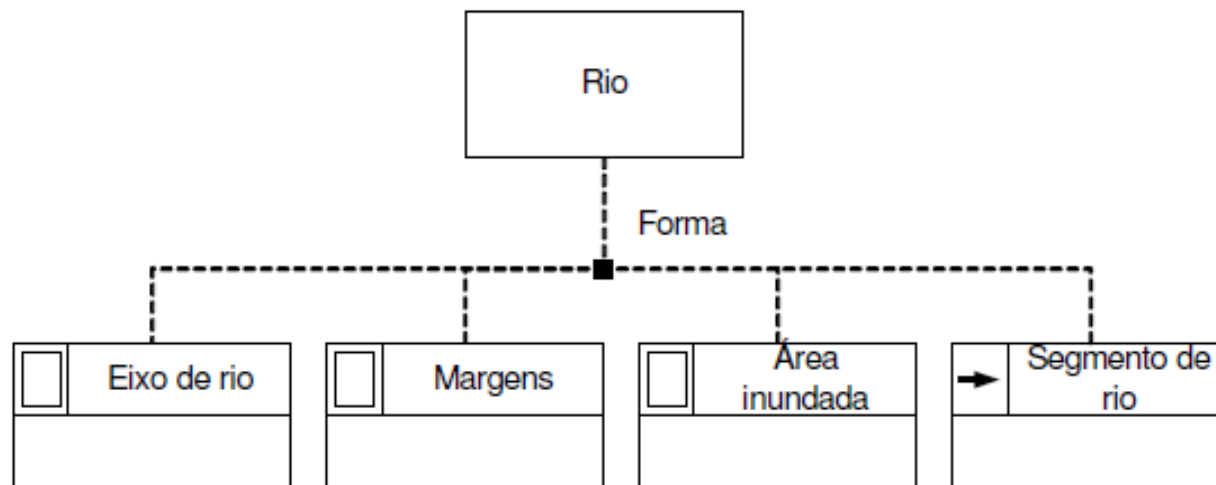 Rio
Forma
Eixo de rio
Margens
Área
inundada
Segmento de
rio